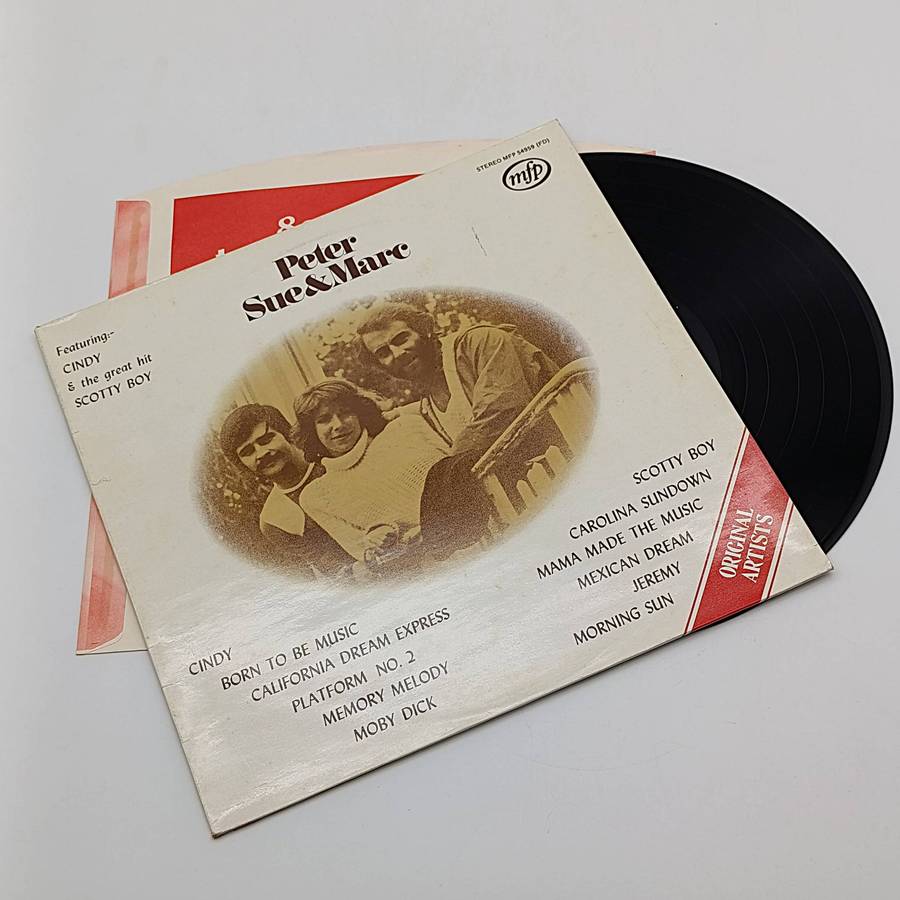 STEREO MFP 54959 (FD)
mfp
Peter
Sue&Marc
Featuring:-
CINDY
& the great hit
SCOTTY BOY
CINDY
BORN TO BE MUSIC
CALIFORNIA DREAM EXPRESS
PLATFORM NO. 2
MEMORY MELODY
MOBY DICK
SCOTTY BOY
CAROLINA SUNDOWN
MAMA MADE THE MUSIC
MEXICAN DREAM
JEREMY
MORNING SUN
ORIGINAL
ARTISTS
&